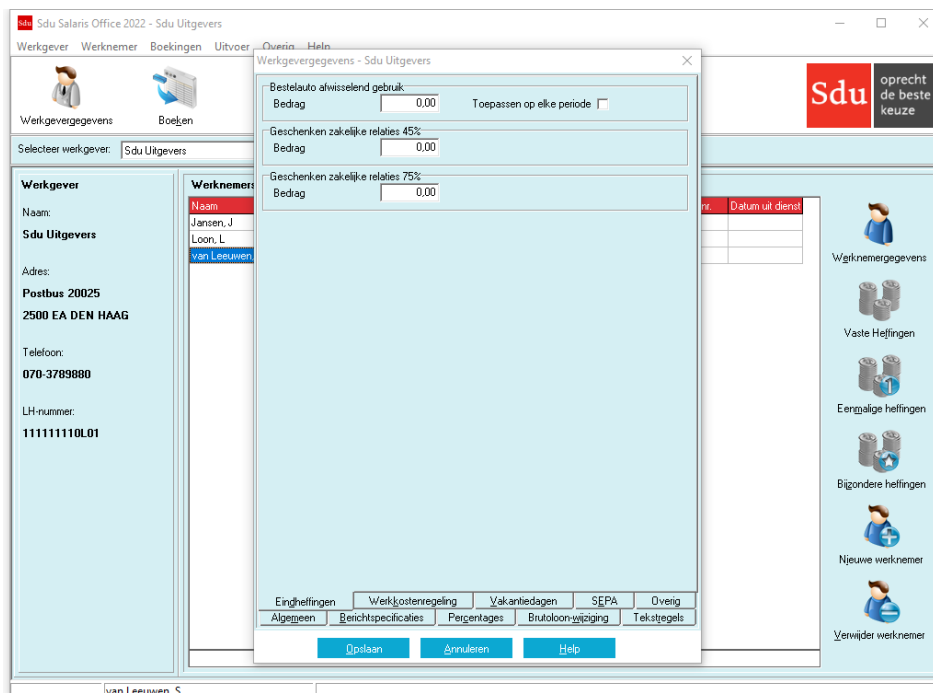 Sdu Sdu Salaris Office 2022 - Sdu Uitgevers
Werkgever Werknemer Boekingen Uitvoer Overig Help
Werkgevergegevens
Boeken
Sdu
oprecht
de beste
keuze
Selecteer werkgever: Sdu Uitgevers
Werkgever
Naam:
Sdu Uitgevers
Adres:
Postbus 20025
2500 EA DEN HAAG
Telefoon:
070-3789880
LH-nummer:
111111110L01
Werknemers
Naam nr. Datum uit dienst
Jansen, J
Loon, L
van Leeuwen,
Werkgevergegevens - Sdu Uitgevers
Bestelauto afwisselend gebruik
Bedrag 0,00 Toepassen op elke periode
Geschenken zakelijke relaties 45%
Bedrag 0,00
Geschenken zakelijke relaties 75%
Bedrag 0,00
Eindheffingen Werkkostenregeling Vakantiedagen SEPA Overig
Algemeen Berichtspecificaties Percentages Brutoloon-wijziging Tekstregels
Opslaan Annuleren Help
Werknemergegevens
Vaste Heffingen
Eenmalige heffingen
Bijzondere heffingen
Nieuwe werknemer
Verwijder werknemer
van Leeuwen, S